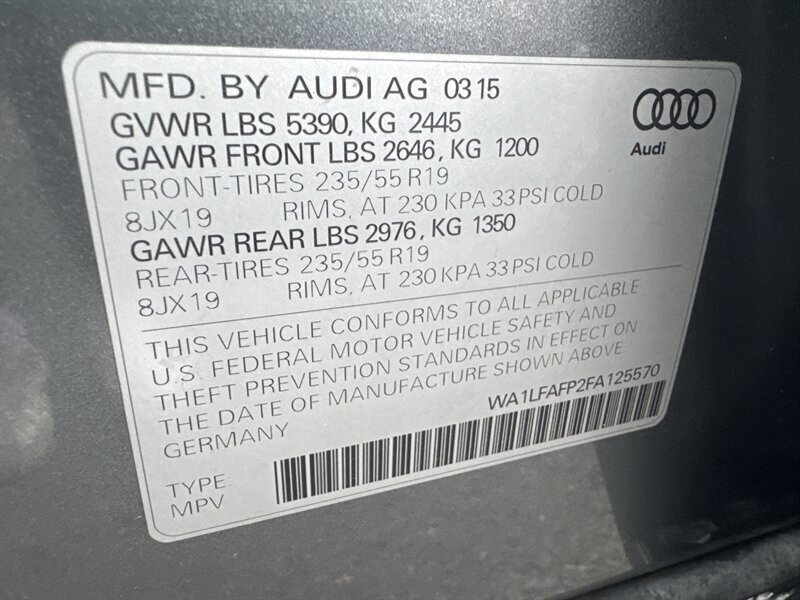 MFD. BY AUDI AG 03 15
GVWR LBS 5390, KG 2445
GAWR FRONT LBS 2646, KG 1200
FRONT-TIRES 235/55 R19
8JX19 RIMS, AT 230 KPA 33 PSI COLD
GAWR REAR LBS 2976, KG 1350
REAR-TIRES 235/55 R19
8JX19 RIMS, AT 230 KPA 33 PSI COLD
Audi
THIS VEHICLE CONFORMS TO ALL APPLICABLE
U.S. FEDERAL MOTOR VEHICLE SAFETY AND
THEFT PREVENTION STANDARDS IN EFFECT ON
THE DATE OF MANUFACTURE SHOWN ABOVE
GERMANY
WA1LFAFP2FA125570
TYPE:
MPV